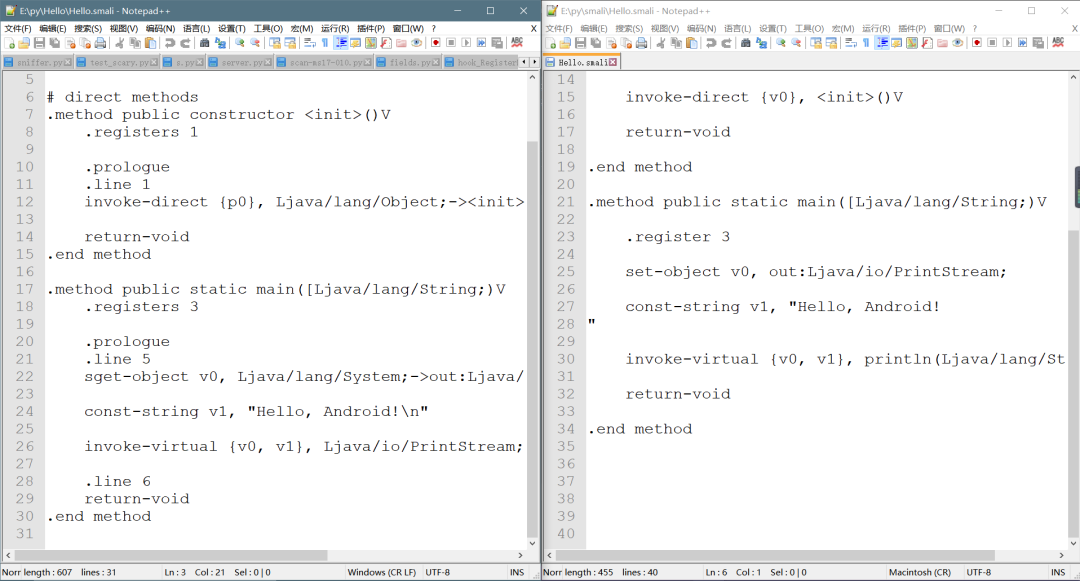 E:\py\Hello\Hello.smali - Notepad++
文件(F) 编辑(E) 搜索(S) 视图(V) 编码(N) 语言(L) 设置(T) 工具(O) 宏(M) 运行(R) 插件(P) 窗口(W) ? X
sniffer.py test_scary.py s.py server.py scan-ms17-010.py fields.py hook_Register
5
6 # direct methods
7 .method public constructor <init>()V
8 .registers 1
9
10 .prologue
11 .line 1
12 invoke-direct {p0}, Ljava/lang/Object;-><init>
13
14 return-void
15 .end method
16
17 .method public static main([Ljava/lang/String;)V
18 .registers 3
19
20 .prologue
21 .line 5
22 sget-object v0, Ljava/lang/System;->out:Ljava/
23
24 const-string v1, "Hello, Android!\n"
25
26 invoke-virtual {v0, v1}, Ljava/io/PrintStream;
27
28 .line 6
29 return-void
30 .end method
31
Norr length : 607 lines : 31 Ln : 3 Col : 21 Sel : 0 | 0 Windows (CR LF) UTF-8 INS
E:\py\smali\Hello.smali - Notepad++
文件(F) 编辑(E) 搜索(S) 视图(V) 编码(N) 语言(L) 设置(T) 工具(O) 宏(M) 运行(R) 插件(P) 窗口(W) ? X
Hello.smali
14
15 invoke-direct {v0}, <init>()V
16
17 return-void
18
19 .end method
20
21 .method public static main([Ljava/lang/String;)V
22
23 .register 3
24
25 set-object v0, out:Ljava/io/PrintStream;
26
27 const-string v1, "Hello, Android!
28 "
29
30 invoke-virtual {v0, v1}, println(Ljava/lang/St
31
32 return-void
33
34 .end method
35
36
37
38
39
40
Norr length : 455 lines : 40 Ln : 6 Col : 1 Sel : 0 | 0 Macintosh (CR) UTF-8 INS